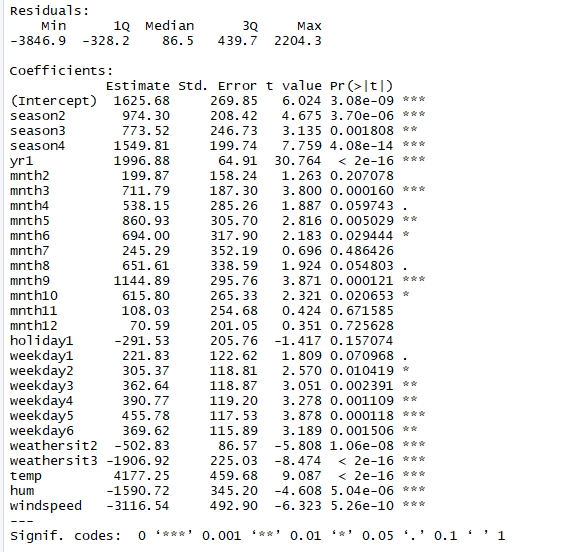 Residuals:
    Min      1Q  Median      3Q     Max
-3846.9  -328.2    86.5   439.7  2204.3
Coefficients:
            Estimate Std. Error t value Pr(>|t|)
(Intercept)  1625.68     269.85   6.024 3.08e-09 ***
season2       974.30     208.42   4.675 3.70e-06 ***
season3       773.52     246.73   3.135 0.001808 **
season4      1549.81     199.74   7.759 4.08e-14 ***
yr1          1996.88      64.91  30.764  < 2e-16 ***
mnth2         199.87     158.24   1.263 0.207078
mnth3         711.79     187.30   3.800 0.000160 ***
mnth4         538.15     285.26   1.887 0.059743 .
mnth5         860.93     305.70   2.816 0.005029 **
mnth6         694.00     317.90   2.183 0.029444 *
mnth7         245.29     352.19   0.696 0.486426
mnth8         651.61     338.59   1.924 0.054803 .
mnth9        1144.89     295.76   3.871 0.000121 ***
mnth10        615.80     265.33   2.321 0.020653 *
mnth11        108.03     254.68   0.424 0.671585
mnth12         70.59     201.05   0.351 0.725628
holiday1     -291.53     205.76  -1.417 0.157074
weekday1      221.83     122.62   1.809 0.070968 .
weekday2      305.37     118.81   2.570 0.010419 *
weekday3      362.64     118.87   3.051 0.002391 **
weekday4      390.77     119.20   3.278 0.001109 **
weekday5      455.78     117.53   3.878 0.000118 ***
weekday6      369.62     115.89   3.189 0.001506 **
weathersit2  -502.83      86.57  -5.808 1.06e-08 ***
weathersit3 -1906.92     225.03  -8.474  < 2e-16 ***
temp         4177.25     459.68   9.087  < 2e-16 ***
hum         -1590.72     345.20  -4.608 5.04e-06 ***
windspeed   -3116.54     492.90  -6.323 5.26e-10 ***
---
Signif. codes:  0 ‘***’ 0.001 ‘**’ 0.01 ‘*’ 0.05 ‘.’ 0.1 ‘ ’ 1